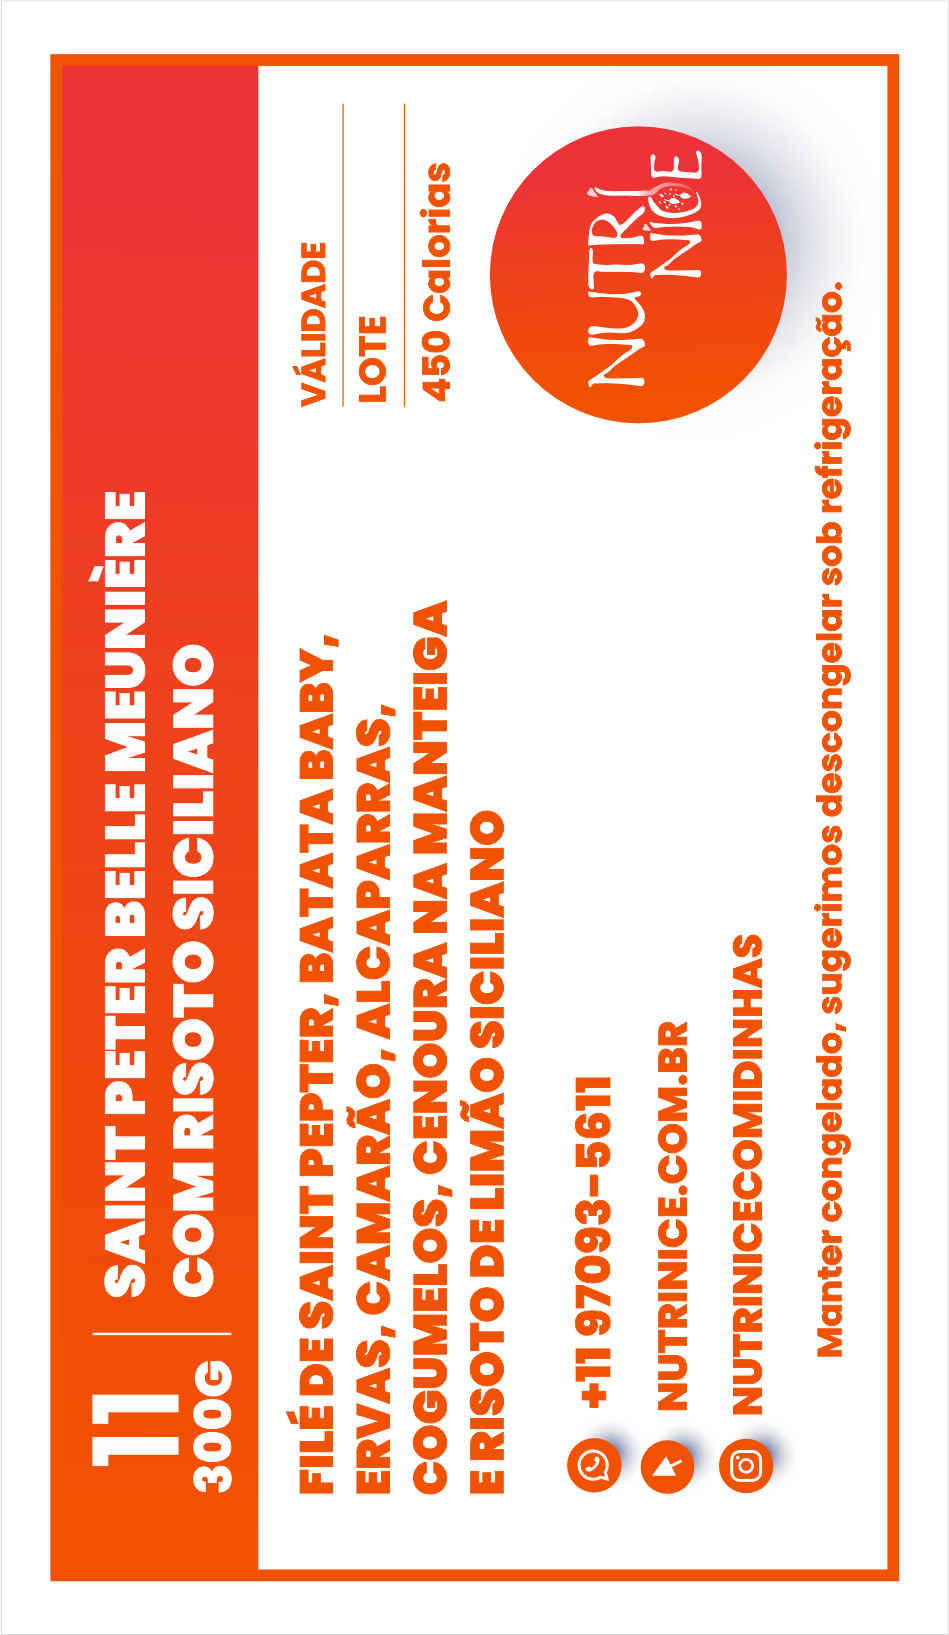 11
300G
SAINT PETER BELLE MEUNIÉRE
COM RISOTO SICILIANO
FILÉ DE SAINT PEPTER, BATATA BABY,
ERVAS, CAMARÃO, ALCAPARRAS,
COGUMELOS, CENOURA NA MANTEIGA
E RISOTO DE LIMÃO SICILIANO
VÁLIDADE
LOTE
450 Calorias
+11 97093-5611
NUTRINICE.COM.BR
NUTRINICECOMIDINHAS
NUTRI
NICE
Manter congelado, sugerimos descongelar sob refrigeração.